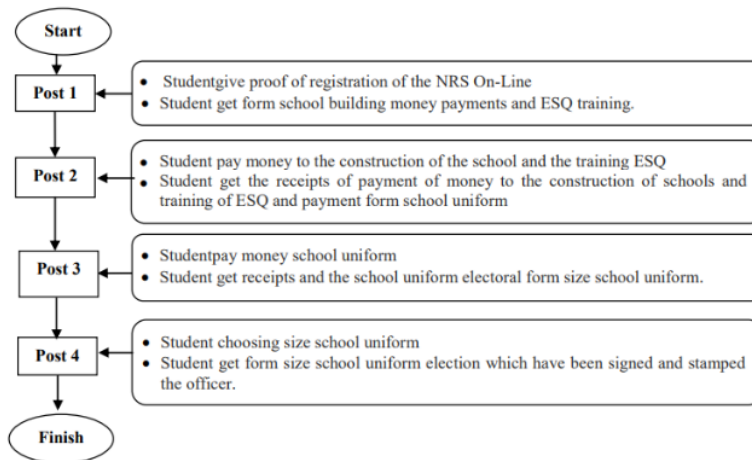 Start
Post 1
• Studentgive proof of registration of the NRS On-Line
• Student get form school building money payments and ESQ training.
Post 2
• Student pay money to the construction of the school and the training ESQ
• Student get the receipts of payment of money to the construction of schools and
training of ESQ and payment form school uniform
Post 3
• Studentpay money school uniform
• Student get receipts and the school uniform electoral form size school uniform.
Post 4
• Student choosing size school uniform
• Student get form size school uniform election which have been signed and stamped
the officer.
Finish